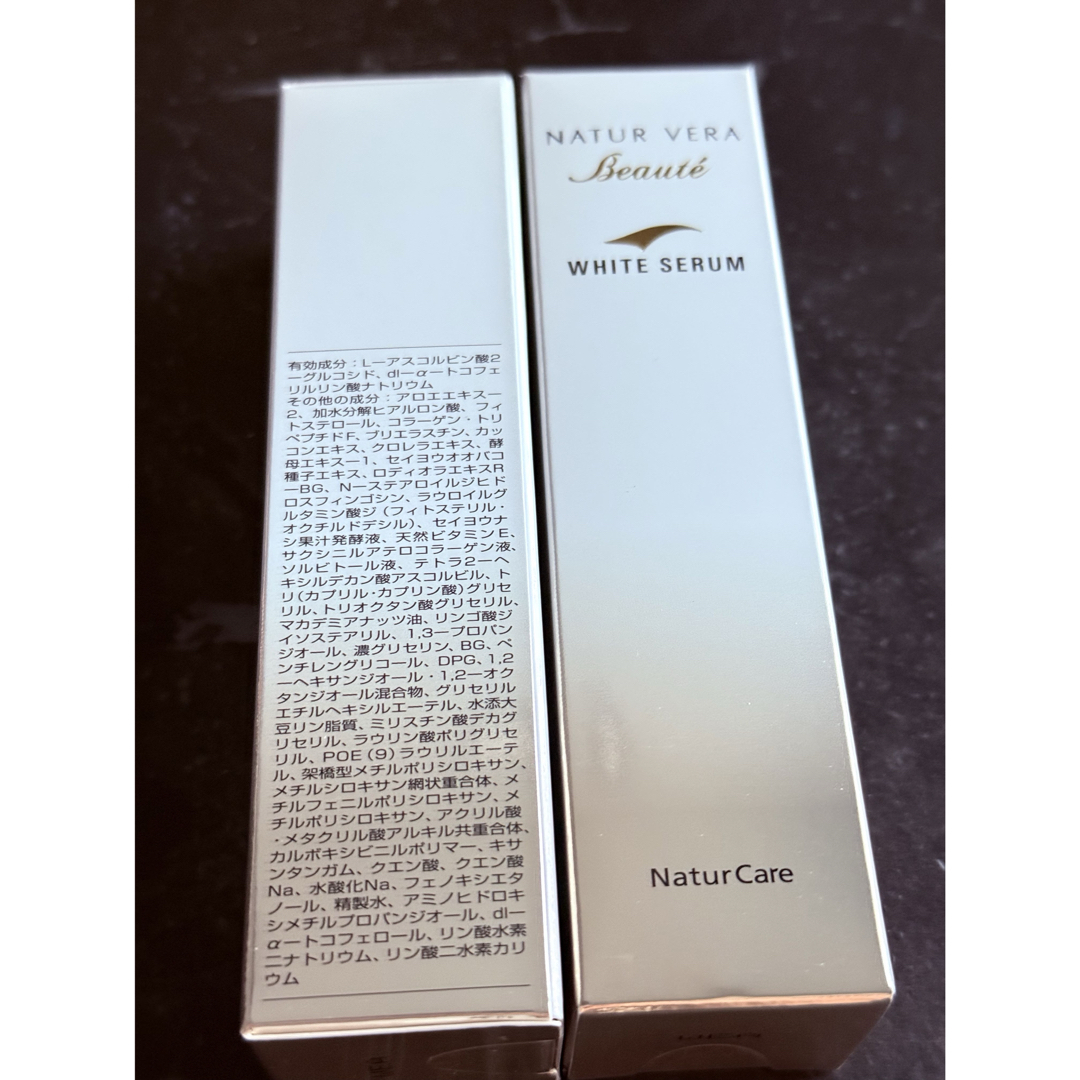 有効成分：L－アスコルビン酸2
－グルコシド、dl－α－トコフェ
リルリン酸ナトリウム
その他の成分：アロエエキス－
2、加水分解ヒアルロン酸、フィ
トステロール、コラーゲン・トリ
ペプチドF、ブリエラスチン、カッ
コンエキス、クロレラエキス、酵
母エキス－1、セイヨウオオバコ
種子エキス、ロディオラエキスR
－BG、N－ステアロイルジヒド
ロスフィンゴシン、ラウロイルグ
ルタミン酸ジ（フィトステリル・
オクチルドデシル）、セイヨウナ
シ果汁発酵液、天然ビタミンE、
サクシニルアテロコラーゲン液、
ソルビトール液、テトラ2－ヘ
キシルデカン酸アスコルビル、ト
リ（カプリル・カプリン酸）グリセ
リル、トリオクタン酸グリセリル、
マカデミアナッツ油、リンゴ酸ジ
イソステアリル、1,3－プロパン
ジオール、濃グリセリン、BG、ペ
ンチレングリコール、DPG、1,2
－ヘキサンジオール・1,2－オク
タンジオール混合物、グリセリル
エチルヘキシルエーテル、水添大
豆リン脂質、ミリスチン酸デカグ
リセリル、ラウリン酸ポリグリセ
リル、POE（9）ラウリルエーテ
ル、架橋型メチルポリシロキサン、
メチルシロキサン網状重合体、メ
チルフェニルポリシロキサン、メ
チルポリシロキサン、アクリル酸
・メタクリル酸アルキル共重合体、
カルボキシビニルポリマー、キサ
ンタンガム、クエン酸、クエン酸
Na、水酸化Na、フェノキシエタ
ノール、精製水、アミノヒドロキ
シメチルプロパンジオール、dl－
α－トコフェロール、リン酸水素
二ナトリウム、リン酸二水素カリ
ウム
NATUR VERA
Beauté
WHITE SERUM
NaturCare